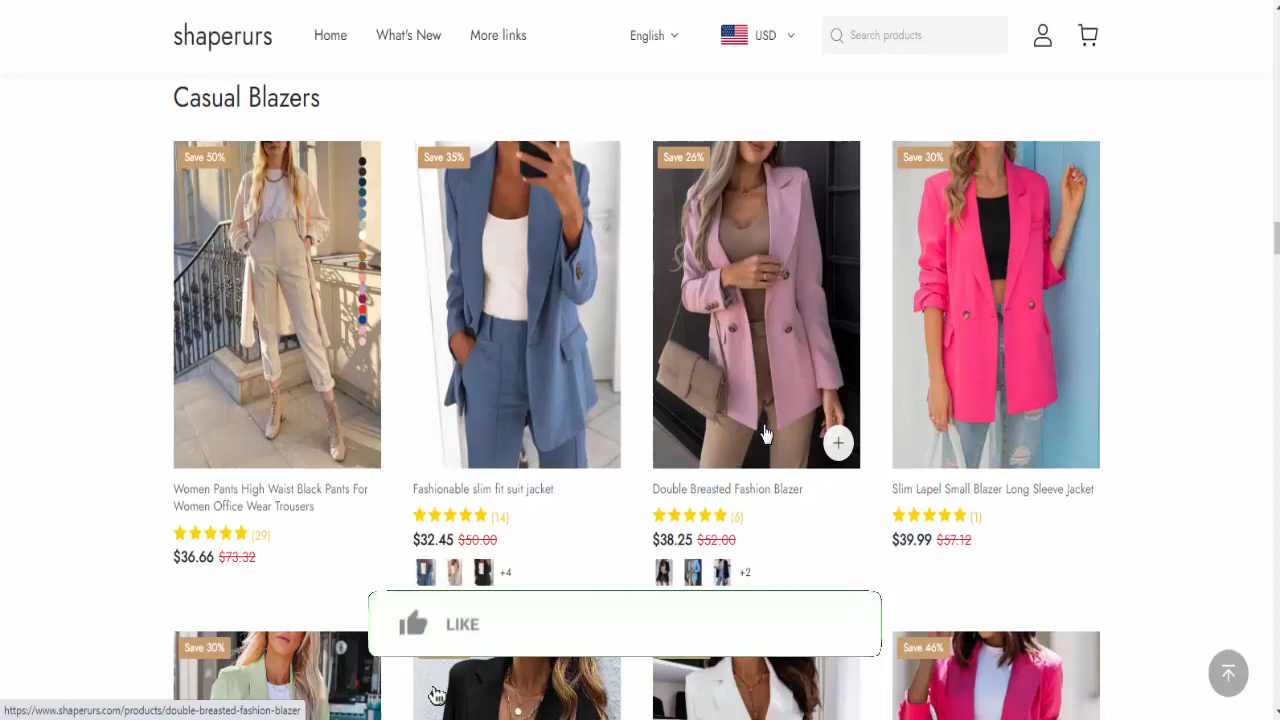 shaperurs
Home
What's New
More links
English
USD
Search products
Casual Blazers
Save 50%
Save 35%
Save 26%
Save 30%
Women Pants High Waist Black Pants For
Women Office Wear Trousers
(29)
$36.66 $73.32
Fashionable slim fit suit jacket
(14)
$32.45 $50.00
+4
Double Breasted Fashion Blazer
(6)
$38.25 $52.00
+2
Slim Lapel Small Blazer Long Sleeve Jacket
(1)
$39.99 $57.12
LIKE
Save 30%
Save 46%
https://www.shaperurs.com/products/double-breasted-fashion-blazer